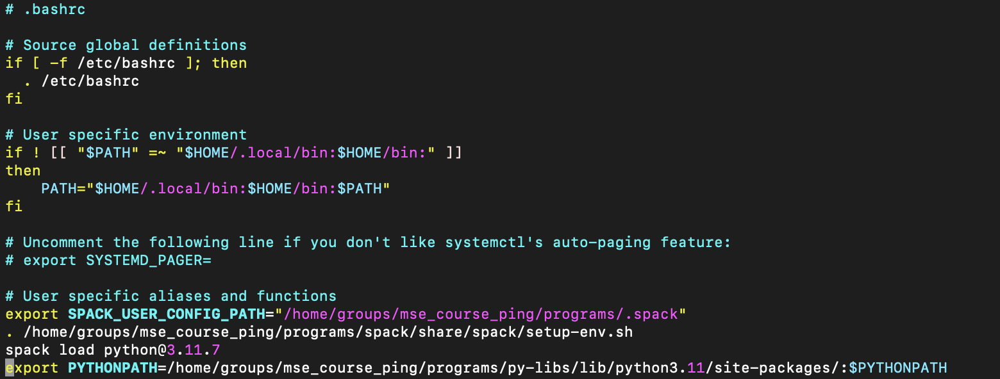 # .bashrc
# Source global definitions
if [ -f /etc/bashrc ]; then
  . /etc/bashrc
fi
# User specific environment
if ! [[ "$PATH" =~ "$HOME/.local/bin:$HOME/bin:" ]]
then
    PATH="$HOME/.local/bin:$HOME/bin:$PATH"
fi
# Uncomment the following line if you don't like systemctl's auto-paging feature:
# export SYSTEMD_PAGER=
# User specific aliases and functions
export SPACK_USER_CONFIG_PATH="/home/groups/mse_course_ping/programs/.spack"
. /home/groups/mse_course_ping/programs/spack/share/spack/setup-env.sh
spack load python@3.11.7
export PYTHONPATH=/home/groups/mse_course_ping/programs/py-libs/lib/python3.11/site-packages/:$PYTHONPATH